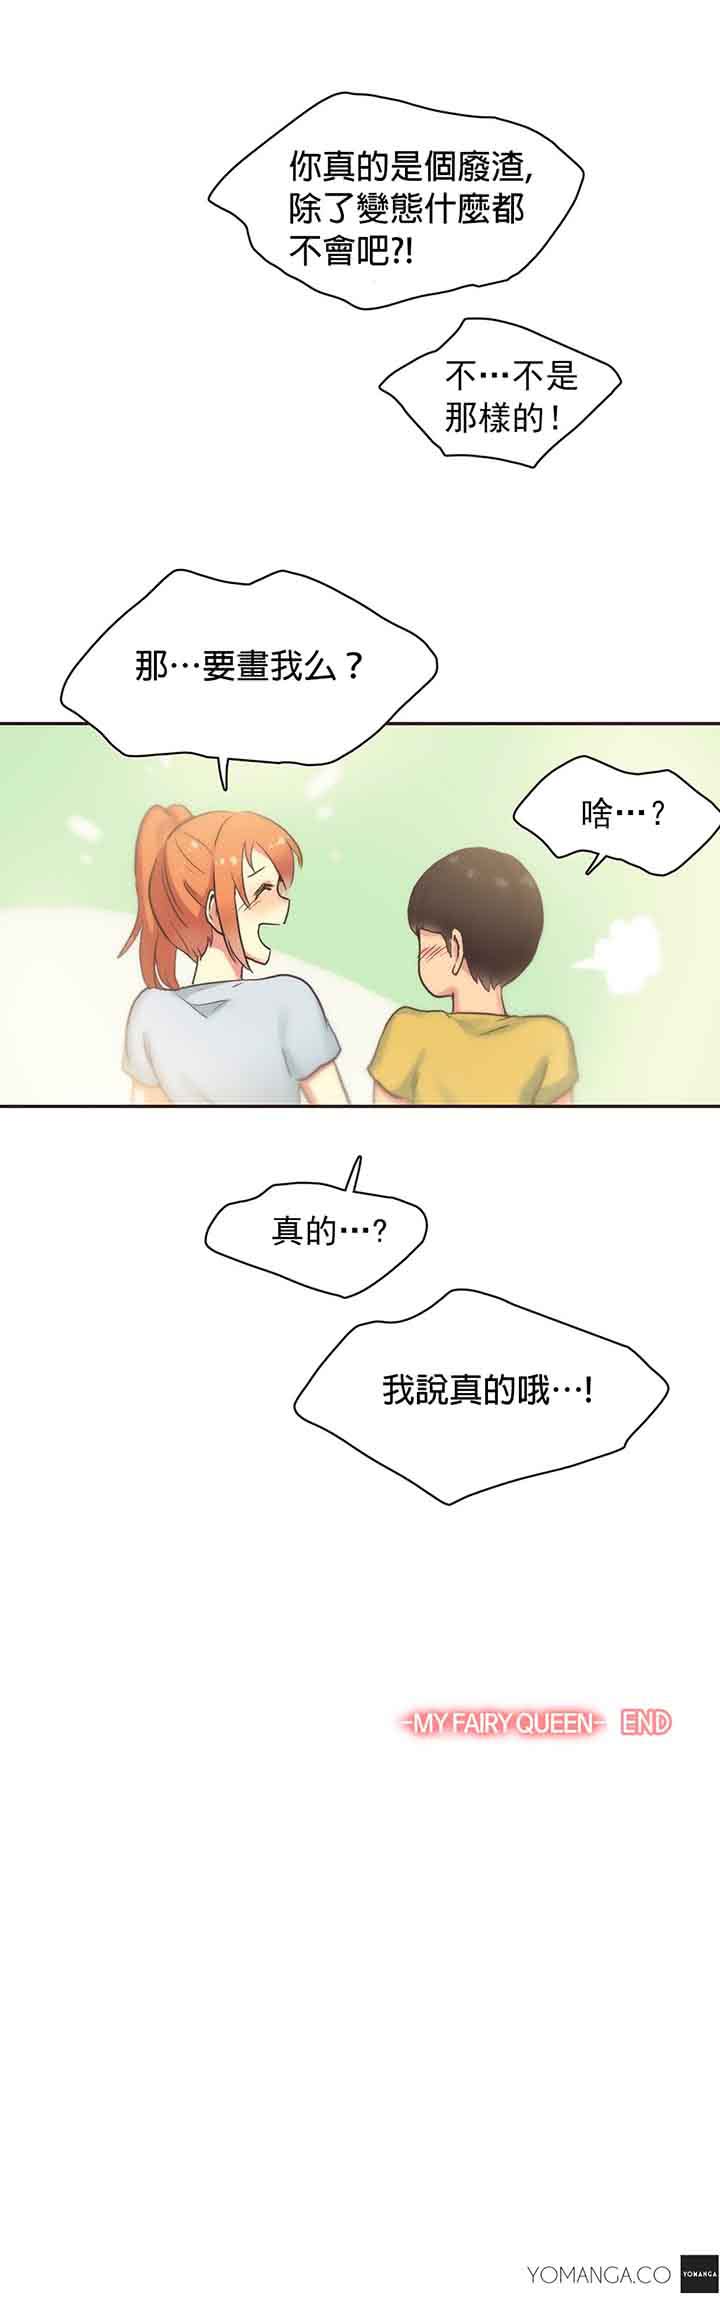 你真的是個廢渣,
除了變態什麼都
不會吧?!
不…不是
那樣的!
那…要畫我么？
啥…?
真的…?
我說真的哦…!
-MY FAIRY QUEEN- END
YOMANGA.CO
YOMANGA